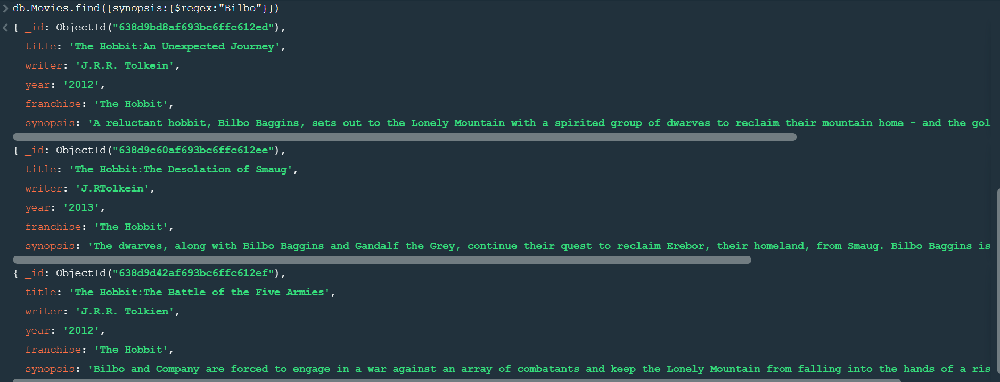 db.Movies.find({synopsis:{$regex:"Bilbo"}})
{ _id: ObjectId("638d9bd8af693bc6ffc612ed"),
title: 'The Hobbit:An Unexpected Journey',
writer: 'J.R.R. Tolkein',
year: '2012',
franchise: 'The Hobbit',
synopsis: 'A reluctant hobbit, Bilbo Baggins, sets out to the Lonely Mountain with a spirited group of dwarves to reclaim their mountain home - and the gol
{ _id: ObjectId("638d9c60af693bc6ffc612ee"),
title: 'The Hobbit:The Desolation of Smaug',
writer: 'J.RTolkein',
year: '2013',
franchise: 'The Hobbit',
synopsis: 'The dwarves, along with Bilbo Baggins and Gandalf the Grey, continue their quest to reclaim Erebor, their homeland, from Smaug. Bilbo Baggins is
{ _id: ObjectId("638d9d42af693bc6ffc612ef"),
title: 'The Hobbit:The Battle of the Five Armies',
writer: 'J.R.R. Tolkien',
year: '2012',
franchise: 'The Hobbit',
synopsis: 'Bilbo and Company are forced to engage in a war against an array of combatants and keep the Lonely Mountain from falling into the hands of a ris